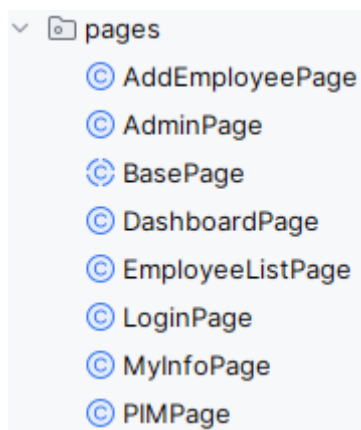 pages
AddEmployeePage
AdminPage
BasePage
DashboardPage
EmployeeListPage
LoginPage
MyInfoPage
PIMPage